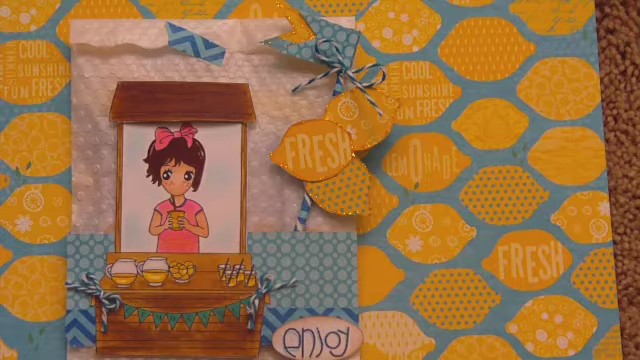 COOL
SUNSHINE
FUN FRESH
COOL
SUNSHINE
FUN FRESH
FRESH
LEMONADE
FRESH
enjoy